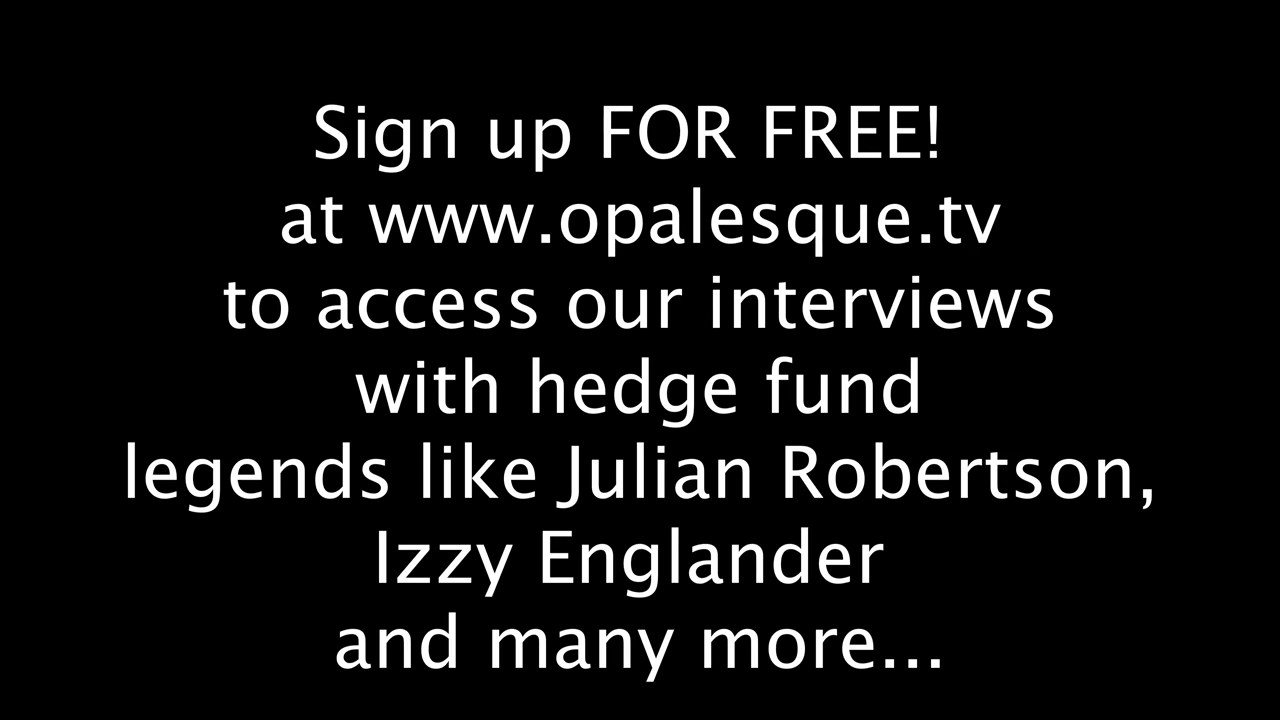 Sign up FOR FREE!
at www.opalesque.tv
to access our interviews
with hedge fund
legends like Julian Robertson,
Izzy Englander
and many more...